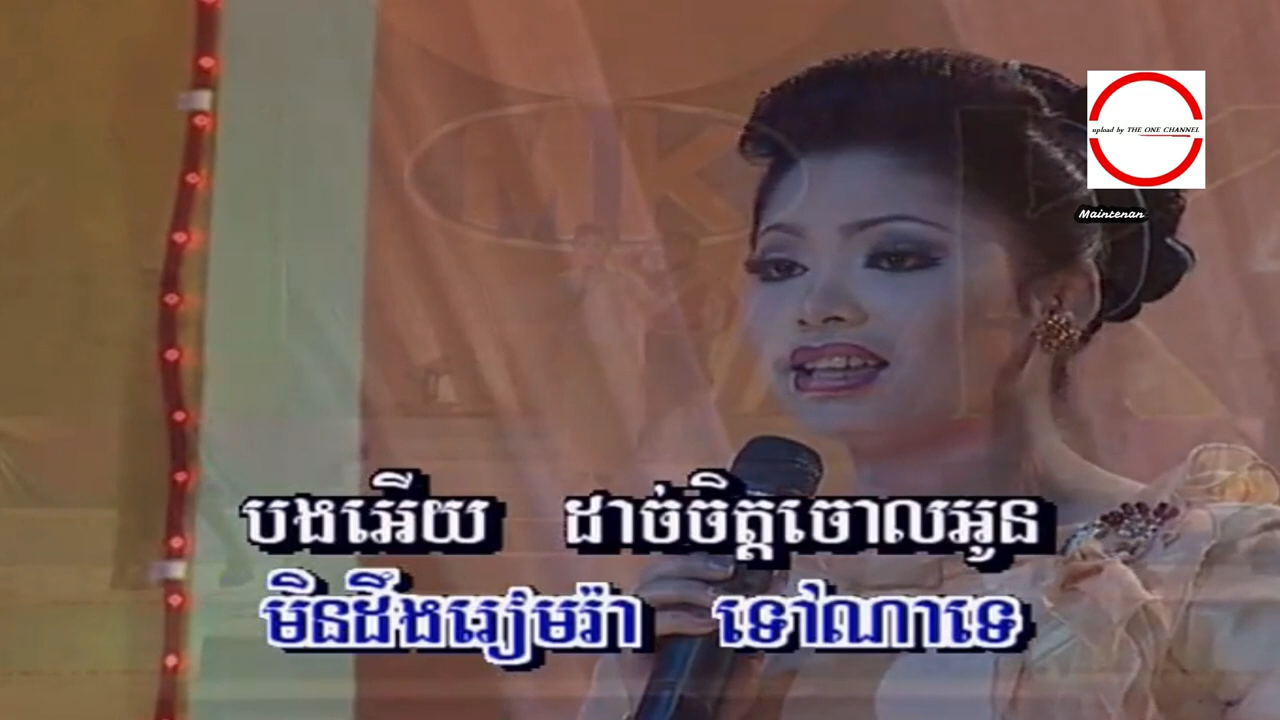 MK
upload by THE ONE CHANNEL
Maintenan
បងអើយ ដាច់ចិត្តចោលអូន
មិនដឹងរៀមរ៉ា ទៅណាទេ